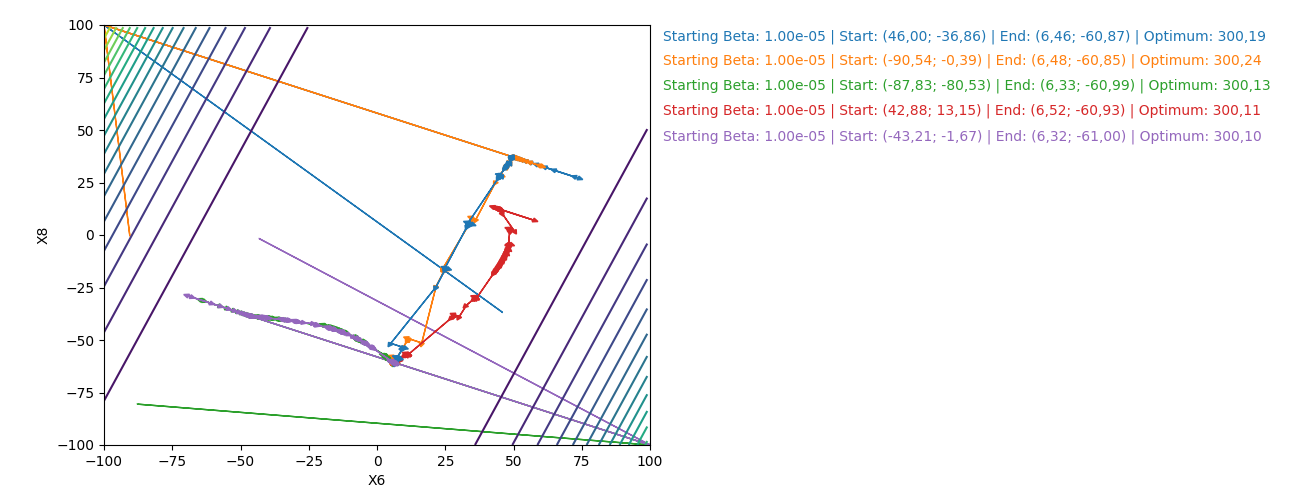 100
75
50
25
0
−25
−50
−75
−100
X8
−100
−75
−50
−25
0
25
50
75
100
X6
Starting Beta: 1.00e-05 | Start: (46,00; -36,86) | End: (6,46; -60,87) | Optimum: 300,19
Starting Beta: 1.00e-05 | Start: (-90,54; -0,39) | End: (6,48; -60,85) | Optimum: 300,24
Starting Beta: 1.00e-05 | Start: (-87,83; -80,53) | End: (6,33; -60,99) | Optimum: 300,13
Starting Beta: 1.00e-05 | Start: (42,88; 13,15) | End: (6,52; -60,93) | Optimum: 300,11
Starting Beta: 1.00e-05 | Start: (-43,21; -1,67) | End: (6,32; -61,00) | Optimum: 300,10